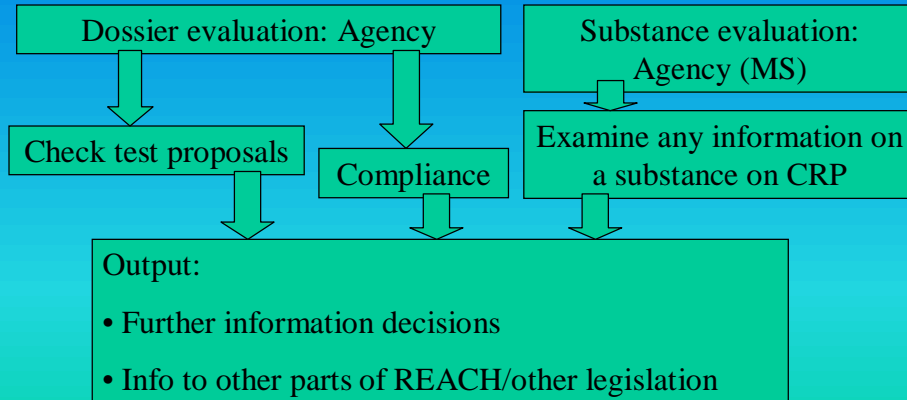 Dossier evaluation: Agency
Substance evaluation:
Agency (MS)
Check test proposals
Compliance
Examine any information on
a substance on CRP
Output:
• Further information decisions
• Info to other parts of REACH/other legislation